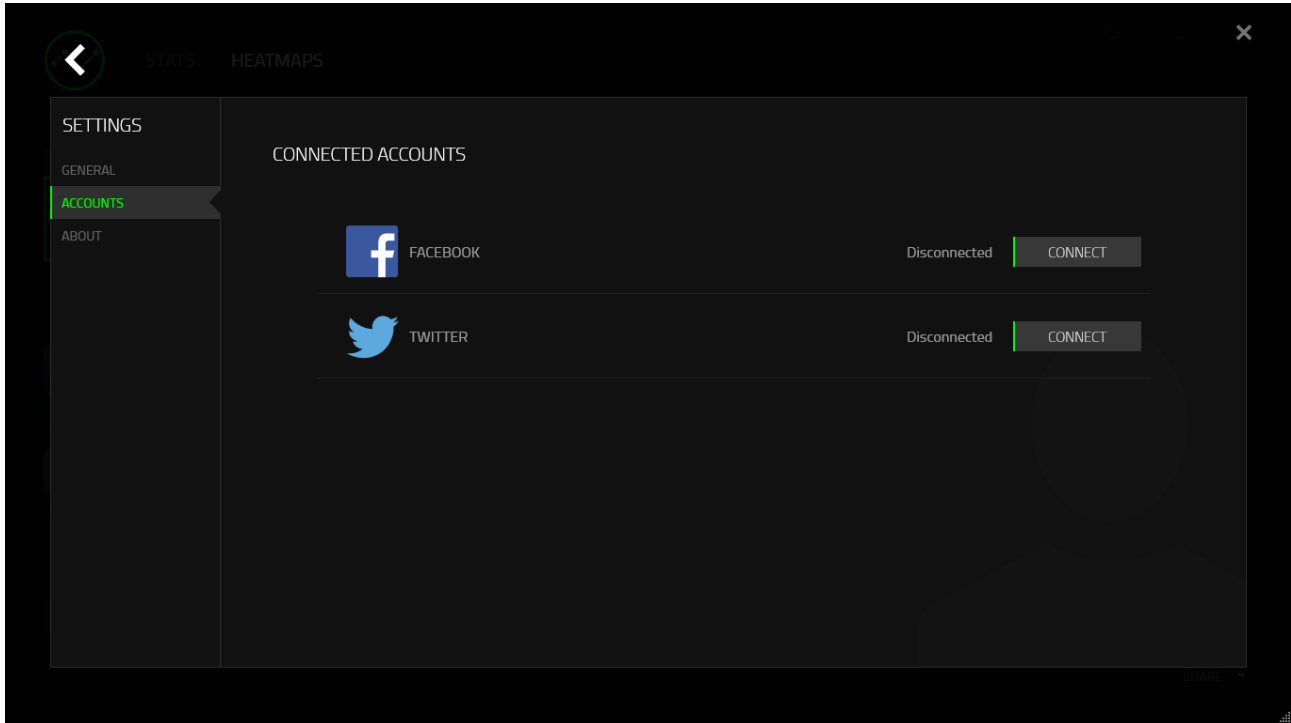 STATS HEATMAPS
SETTINGS
GENERAL
ACCOUNTS
ABOUT
CONNECTED ACCOUNTS
FACEBOOK Disconnected CONNECT
TWITTER Disconnected CONNECT
SHARE